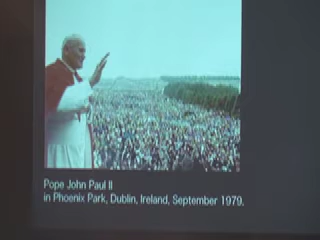 Pope John Paul II
in Phoenix Park, Dublin, Ireland, September 1979.